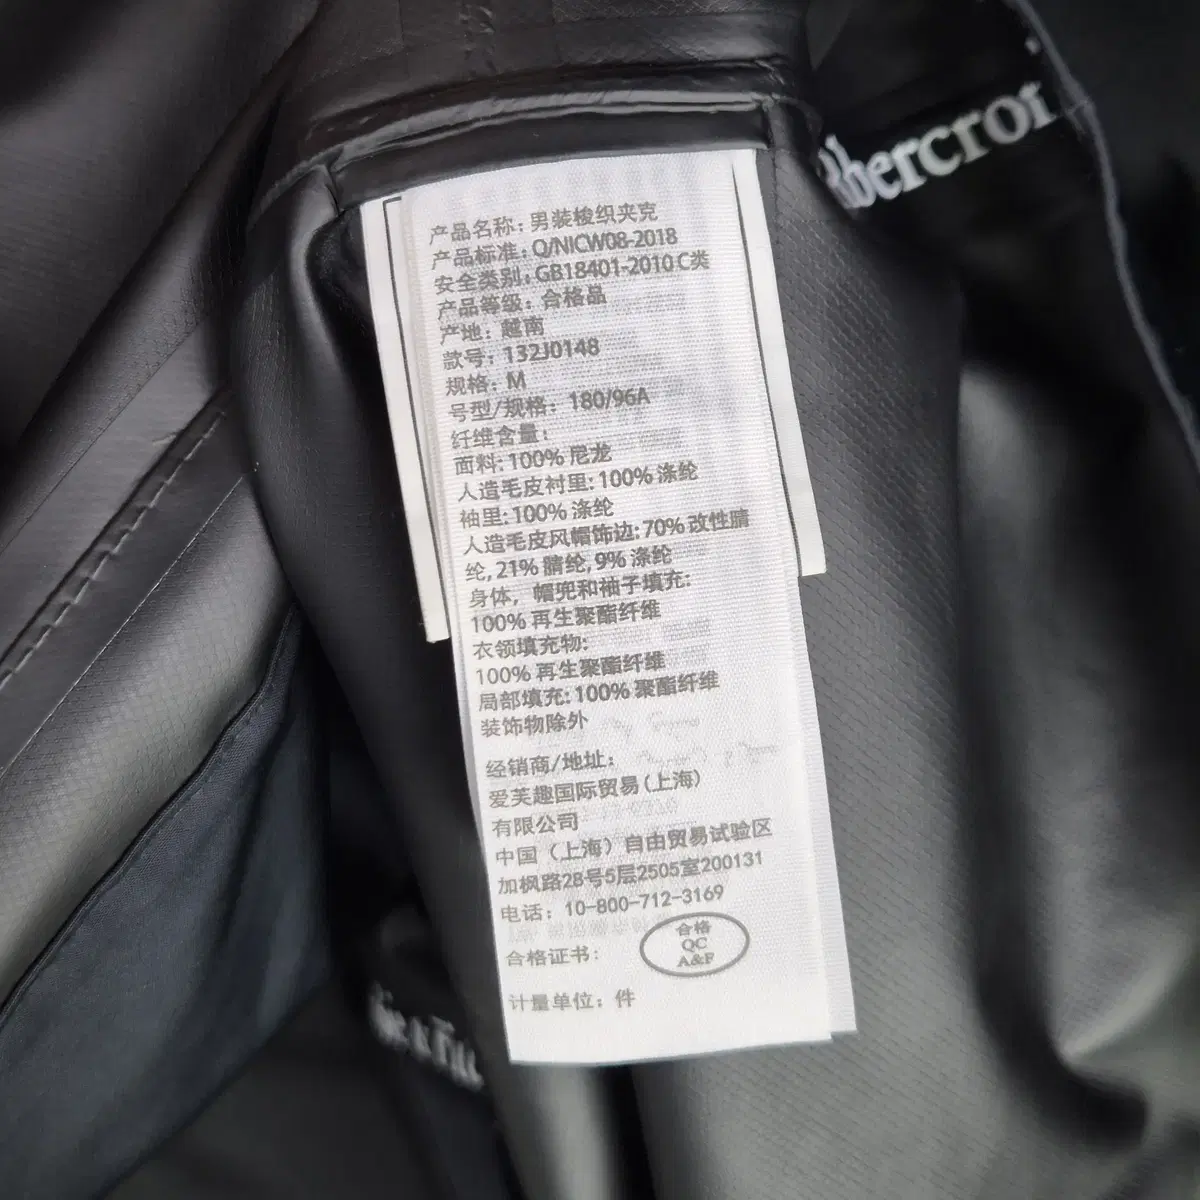 Abercrom
产品名称: 男装梭织夹克
产品标准: Q/NICW08-2018
安全类别: GB18401-2010 C类
产品等级: 合格品
产地: 越南
款号: 132J0148
规格: M
号型/规格: 180/96A
纤维含量:
面料: 100% 尼龙
人造毛皮衬里: 100% 涤纶
袖里: 100% 涤纶
人造毛皮风帽饰边: 70% 改性腈
纶, 21% 腈纶, 9% 涤纶
身体, 帽兜和袖子填充:
100% 再生聚酯纤维
衣领填充物:
100% 再生聚酯纤维
局部填充: 100% 聚酯纤维
装饰物除外
经销商/地址:
爱芙趣国际贸易(上海)
有限公司
中国 (上海) 自由贸易试验区
加枫路28号5层2505室200131
电话: 10-800-712-3169
合格证书:
合格
QC
A&F
计量单位: 件